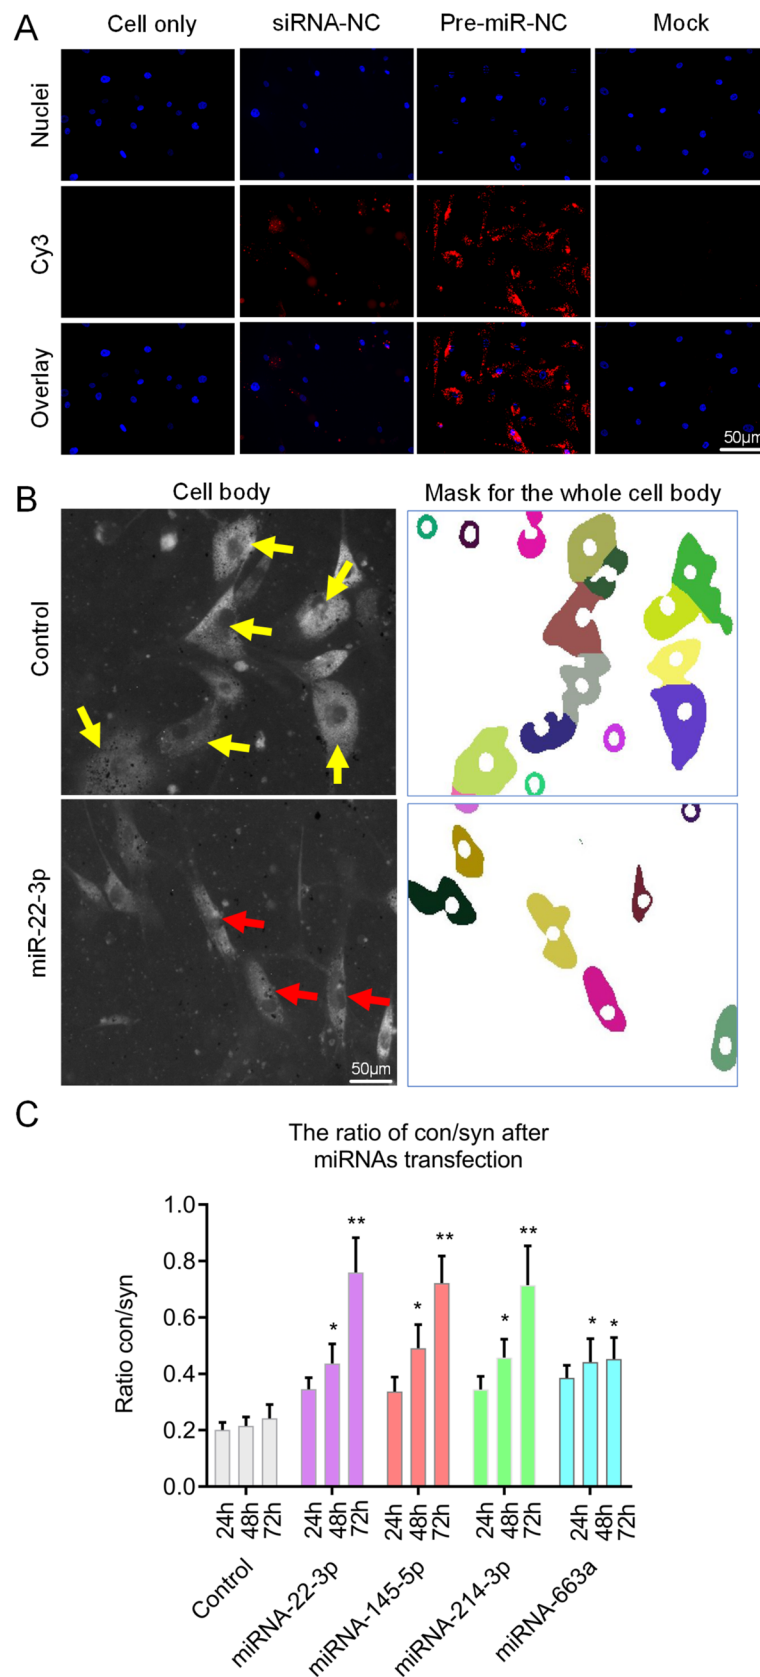 A
Cell only siRNA-NC Pre-miR-NC Mock
Nuclei
Cy3
Overlay
50μm
B
Cell body Mask for the whole cell body
Control
miR-22-3p
50μm
C
The ratio of con/syn after
miRNAs transfection
Ratio con/syn
1.0
0.8
0.6
0.4
0.2
0.0
** ** **
* * * * *
24h 48h 72h 24h 48h 72h 24h 48h 72h 24h 48h 72h 24h 48h 72h
Control miRNA-22-3p miRNA-145-5p miRNA-214-3p miRNA-663a